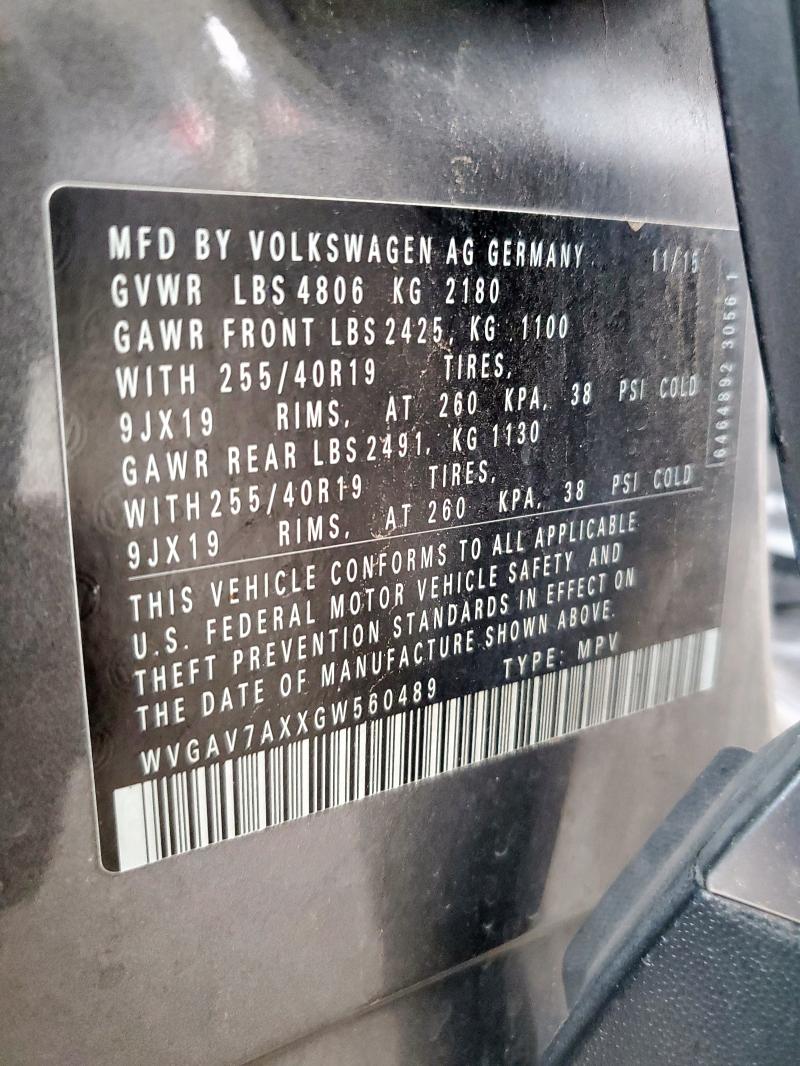 MFD BY VOLKSWAGEN AG GERMANY 11/15
GVWR LBS 4806 KG 2180
GAWR FRONT LBS 2425, KG 1100
WITH 255/40R19 TIRES,
9JX19 RIMS, AT 260 KPA, 38 PSI COLD
GAWR REAR LBS 2491, KG 1130
WITH 255/40R19 TIRES,
9JX19 RIMS, AT 260 KPA, 38 PSI COLD
THIS VEHICLE CONFORMS TO ALL APPLICABLE
U.S. FEDERAL MOTOR VEHICLE SAFETY AND
THEFT PREVENTION STANDARDS IN EFFECT ON
THE DATE OF MANUFACTURE SHOWN ABOVE.
WVGAV7AXXGW560489 TYPE: MPV
6464892 3056 1